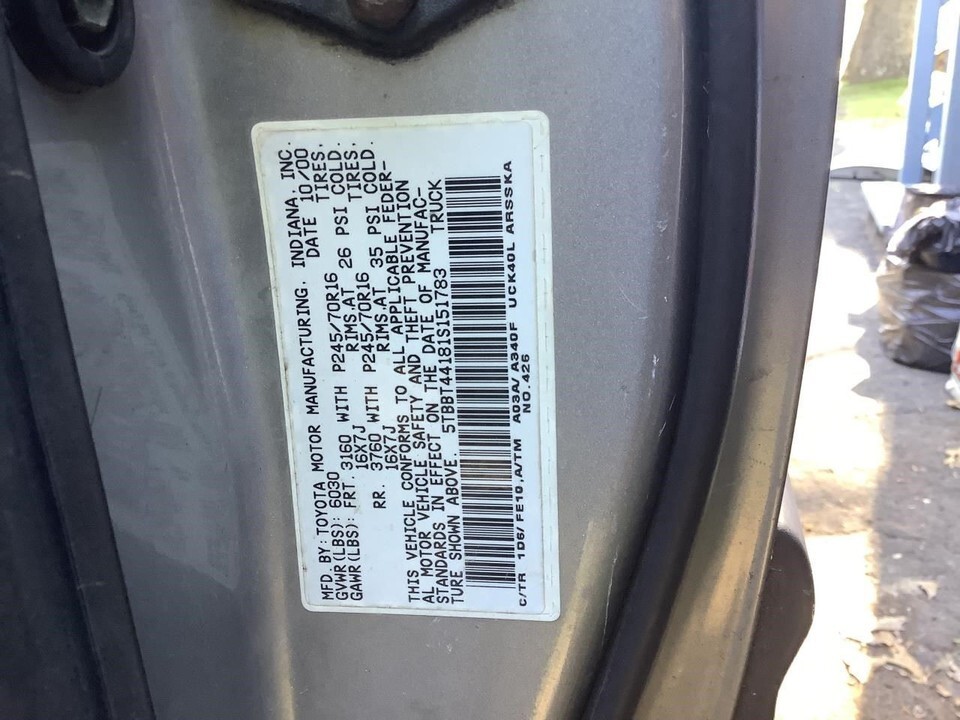 MFD. BY: TOYOTA MOTOR MANUFACTURING, INDIANA, INC.
GVWR(LBS): 6030 DATE 10/00
GAWR(LBS): FRT. 3160 WITH P245/70R16 TIRES,
16X7J RIMS.AT 26 PSI COLD.
RR. 3760 WITH P245/70R16 TIRES,
16X7J RIMS.AT 35 PSI COLD.
THIS VEHICLE CONFORMS TO ALL APPLICABLE FEDER-
AL MOTOR VEHICLE SAFETY AND THEFT PREVENTION
STANDARDS IN EFFECT ON THE DATE OF MANUFAC-
TURE SHOWN ABOVE. 5TBBT44181S151783 TRUCK
C/TR 1D6/ FE10,A/TM A03A/ A340F UCK40L ARSSKA
NO.426